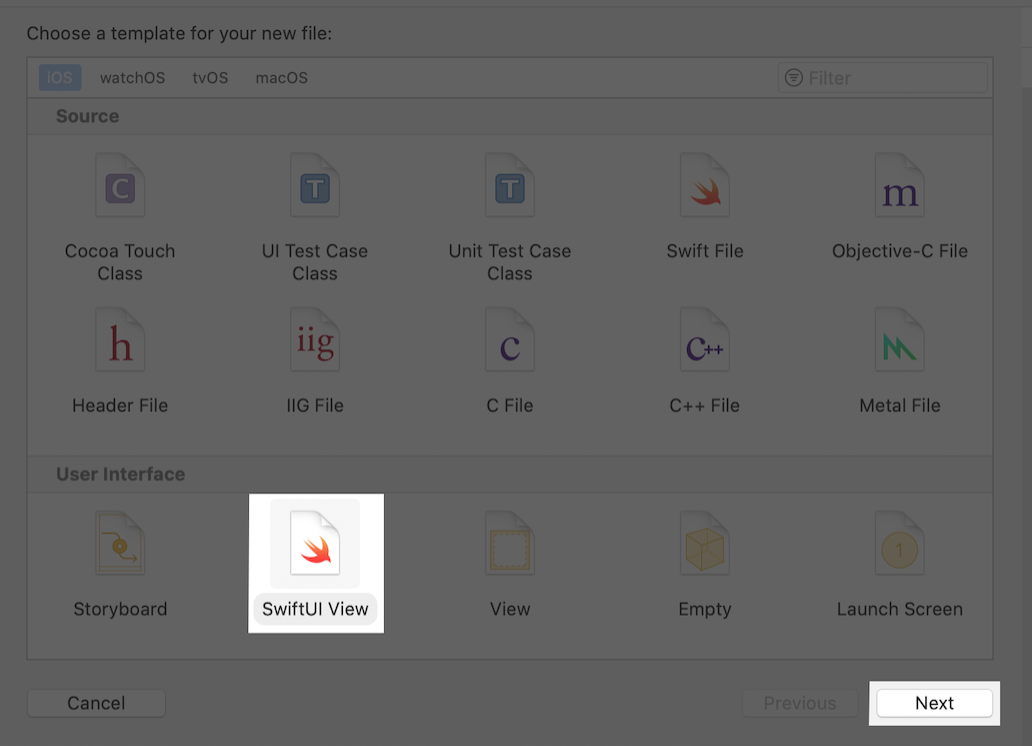 Choose a template for your new file:
iOS watchOS tvOS macOS Filter
Source
C T T m
Cocoa Touch Class
UI Test Case Class
Unit Test Case Class
Swift File
Objective-C File
h iig c C++
Header File
IIG File
C File
C++ File
Metal File
User Interface
1
Storyboard
SwiftUI View
View
Empty
Launch Screen
Cancel Previous Next